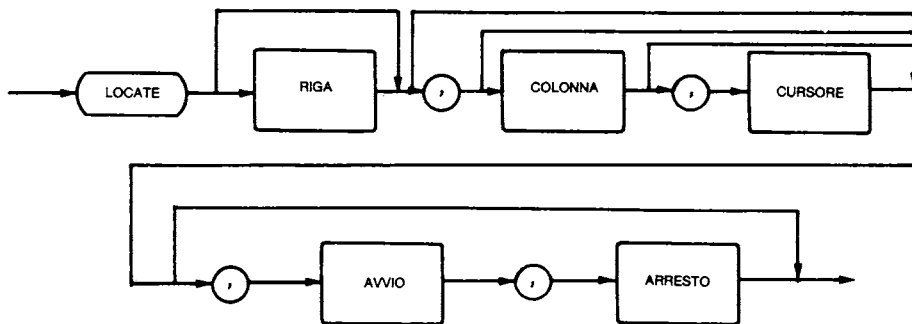 LOCATE RIGA , COLONNA , CURSORE
, AVVIO , ARRESTO